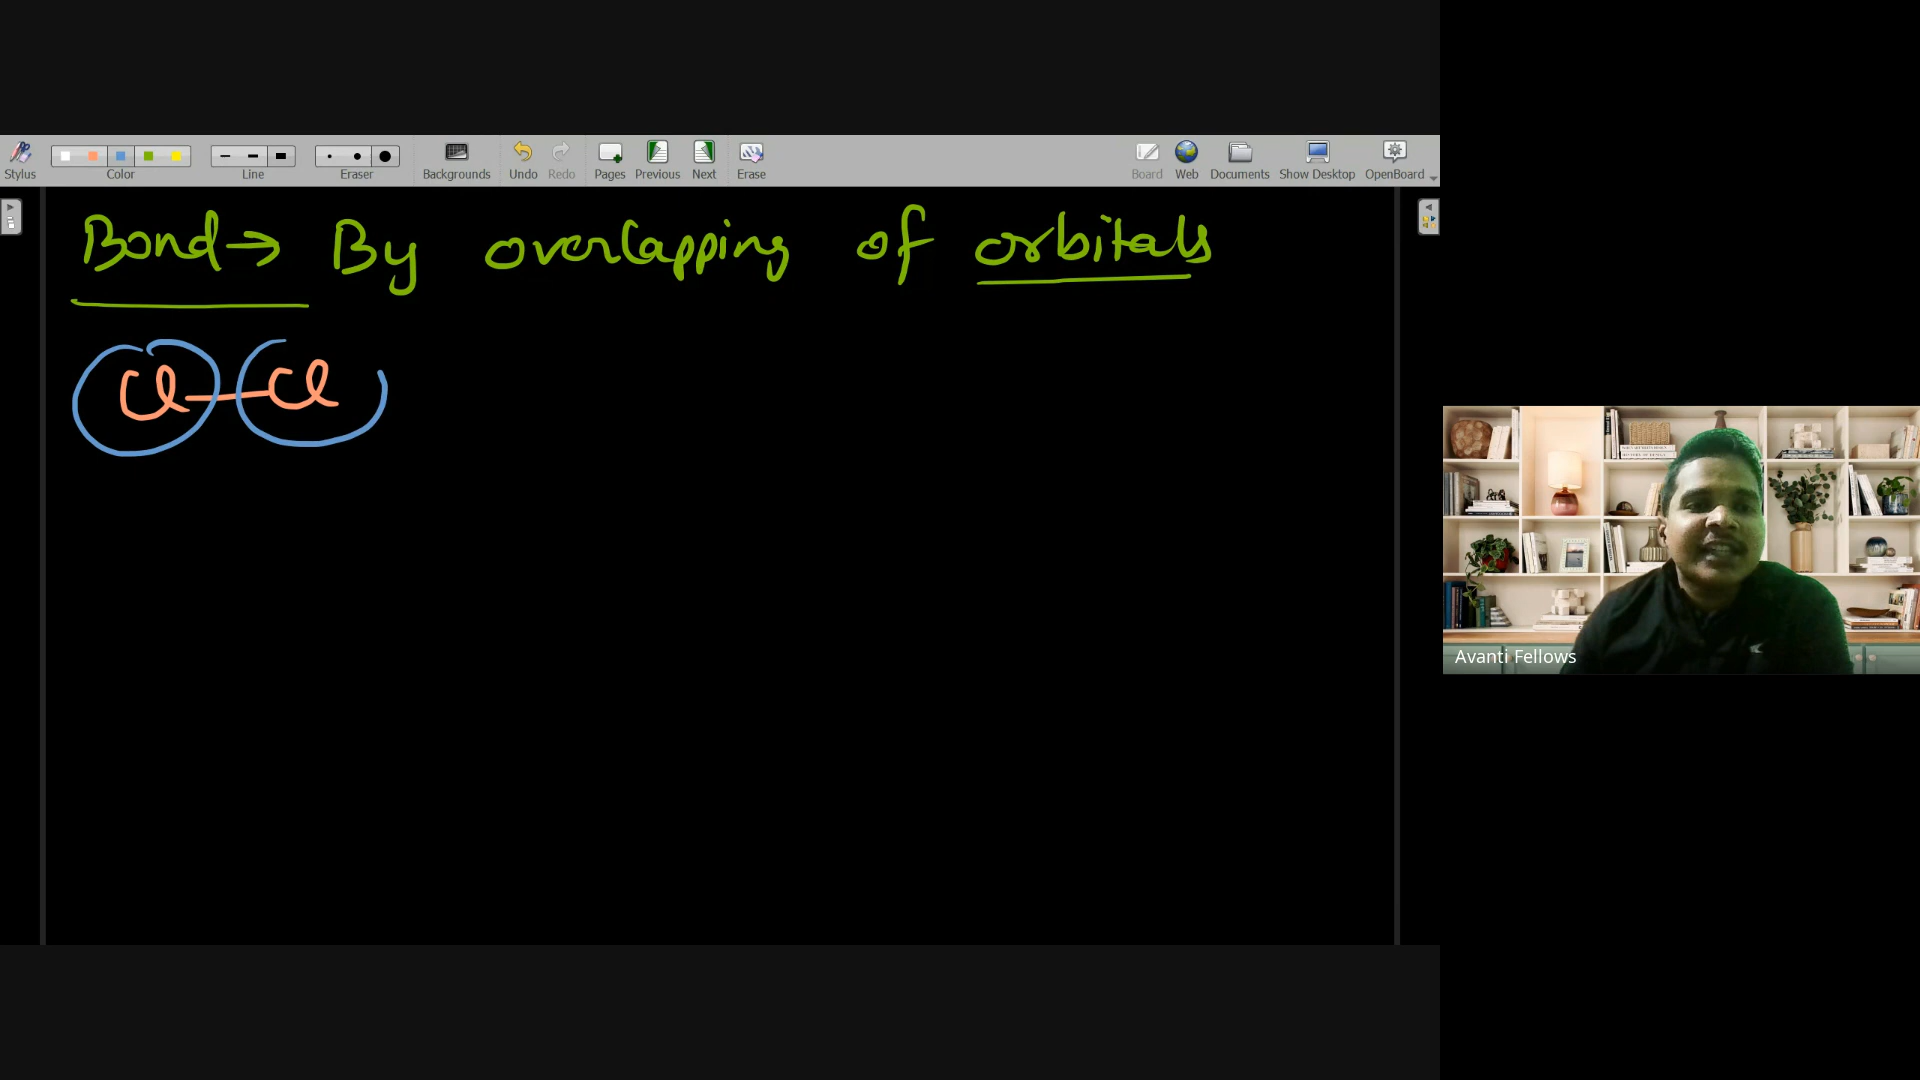 Stylus Color Line Eraser Backgrounds Undo Redo Pages Previous Next Erase Board Web Documents Show Desktop OpenBoard
Bond → By overlapping of orbitals
Cl—Cl
Avanti Fellows